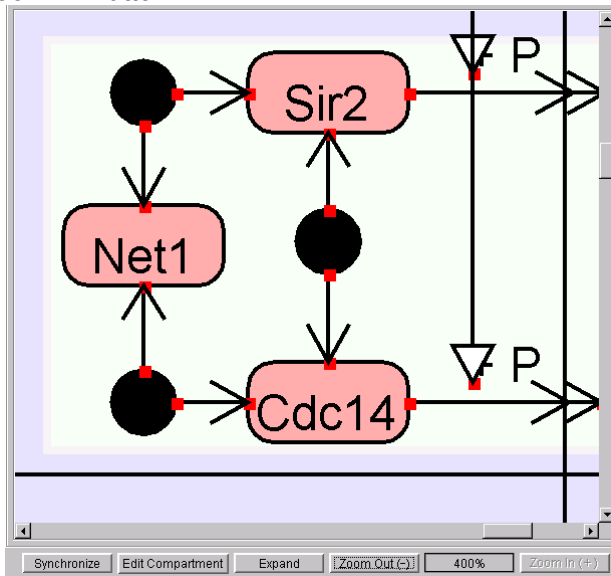 Sir2
P
Net1
P
Cdc14
Synchronize Edit Compartment Expand Zoom Out (-) 400% Zoom In (+)